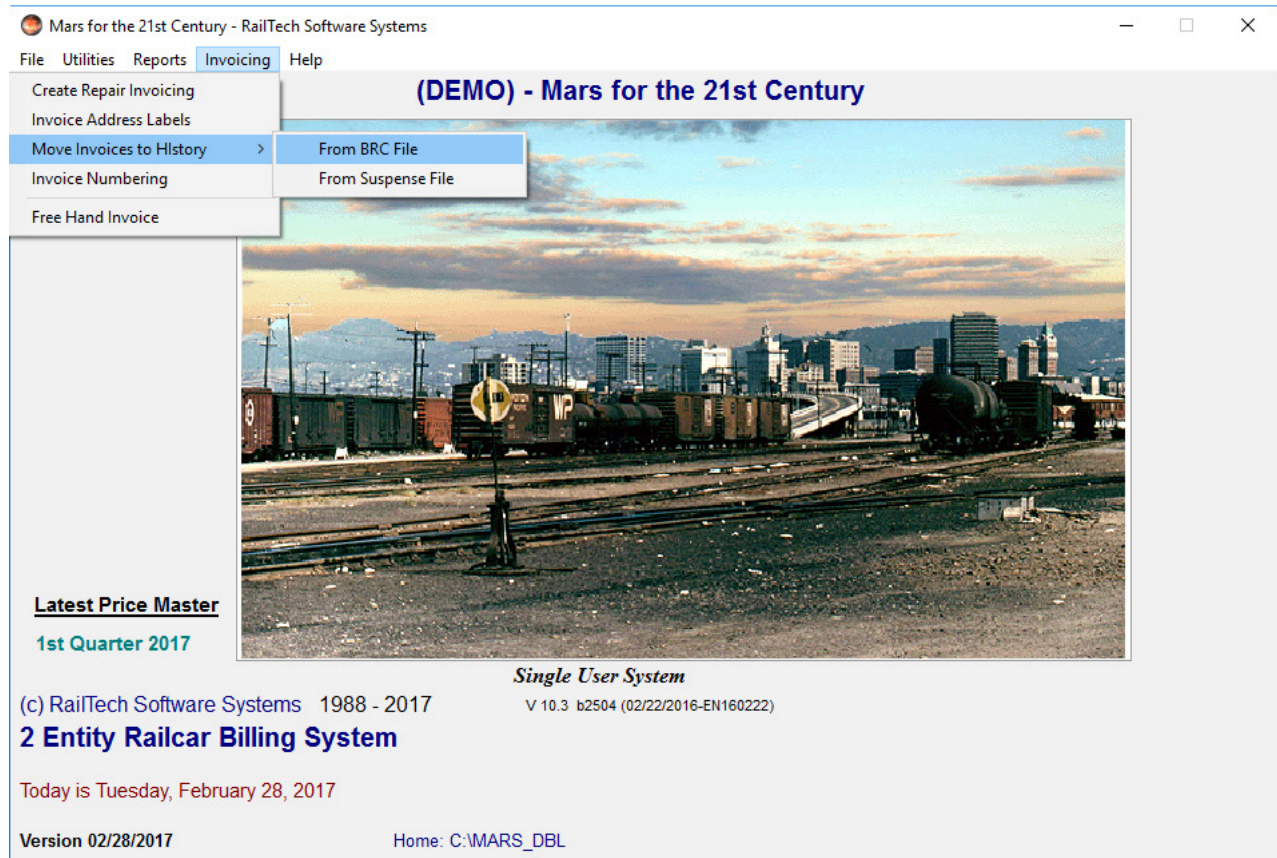 Mars for the 21st Century - RailTech Software Systems
File Utilities Reports Invoicing Help
Create Repair Invoicing
Invoice Address Labels
Move Invoices to HIstory >
Invoice Numbering
Free Hand Invoice
From BRC File
From Suspense File
(DEMO) - Mars for the 21st Century
WP
Latest Price Master
1st Quarter 2017
Single User System
(c) RailTech Software Systems 1988 - 2017
V 10.3 b2504 (02/22/2016-EN160222)
2 Entity Railcar Billing System
Today is Tuesday, February 28, 2017
Version 02/28/2017
Home: C:\MARS_DBL